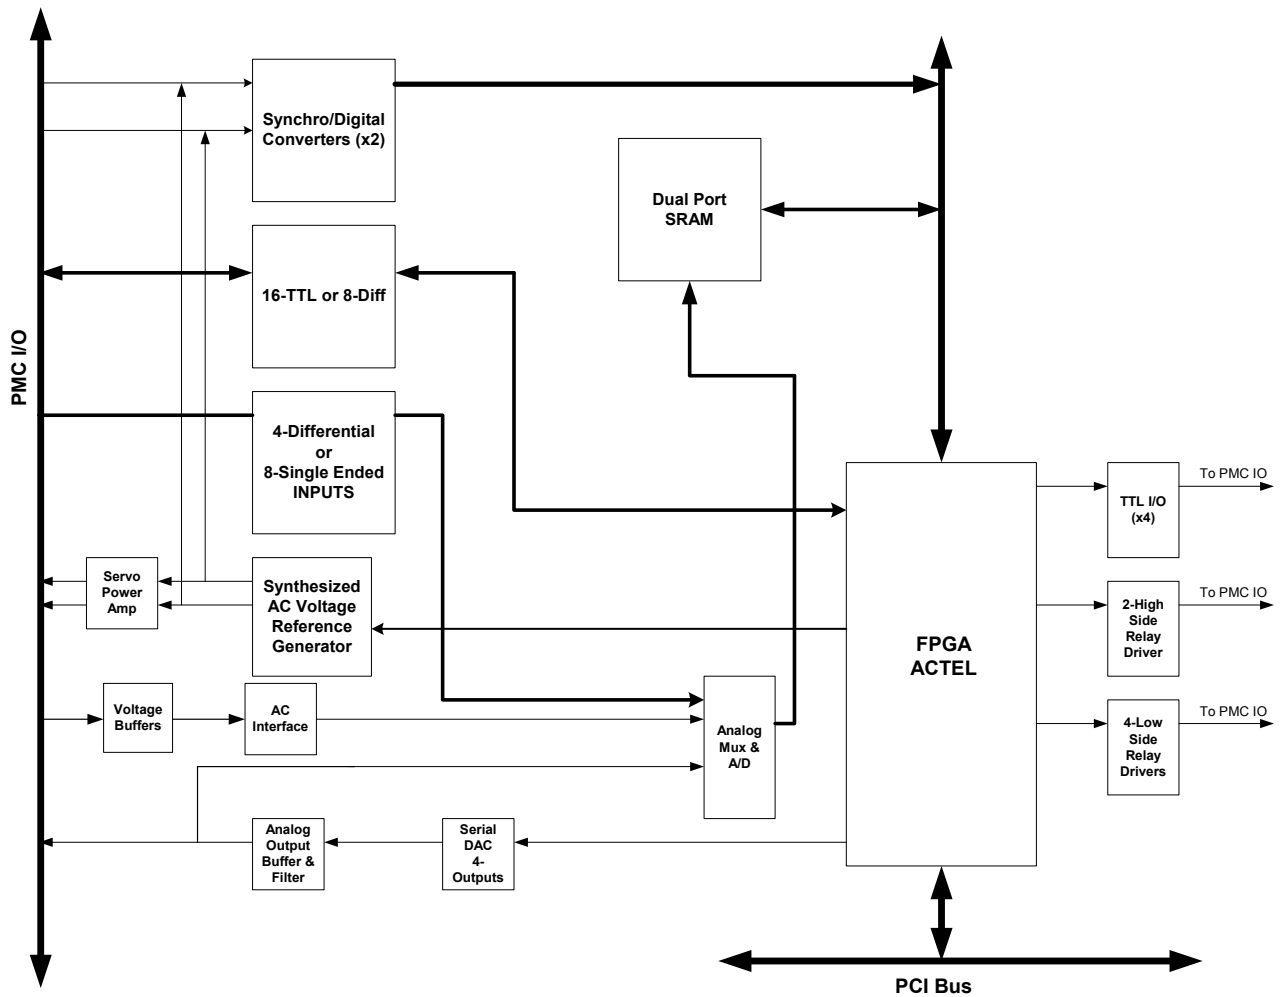 PMC I/O
Synchro/Digital
Converters (x2)
Dual Port
SRAM
16-TTL or 8-Diff
4-Differential
or
8-Single Ended
INPUTS
Servo
Power
Amp
Synthesized
AC Voltage
Reference
Generator
Voltage
Buffers
AC
Interface
Analog
Mux &
A/D
Analog
Output
Buffer &
Filter
Serial
DAC
4-
Outputs
FPGA
ACTEL
TTL I/O
(x4)
To PMC IO
2-High
Side
Relay
Driver
To PMC IO
4-Low
Side
Relay
Drivers
To PMC IO
PCI Bus